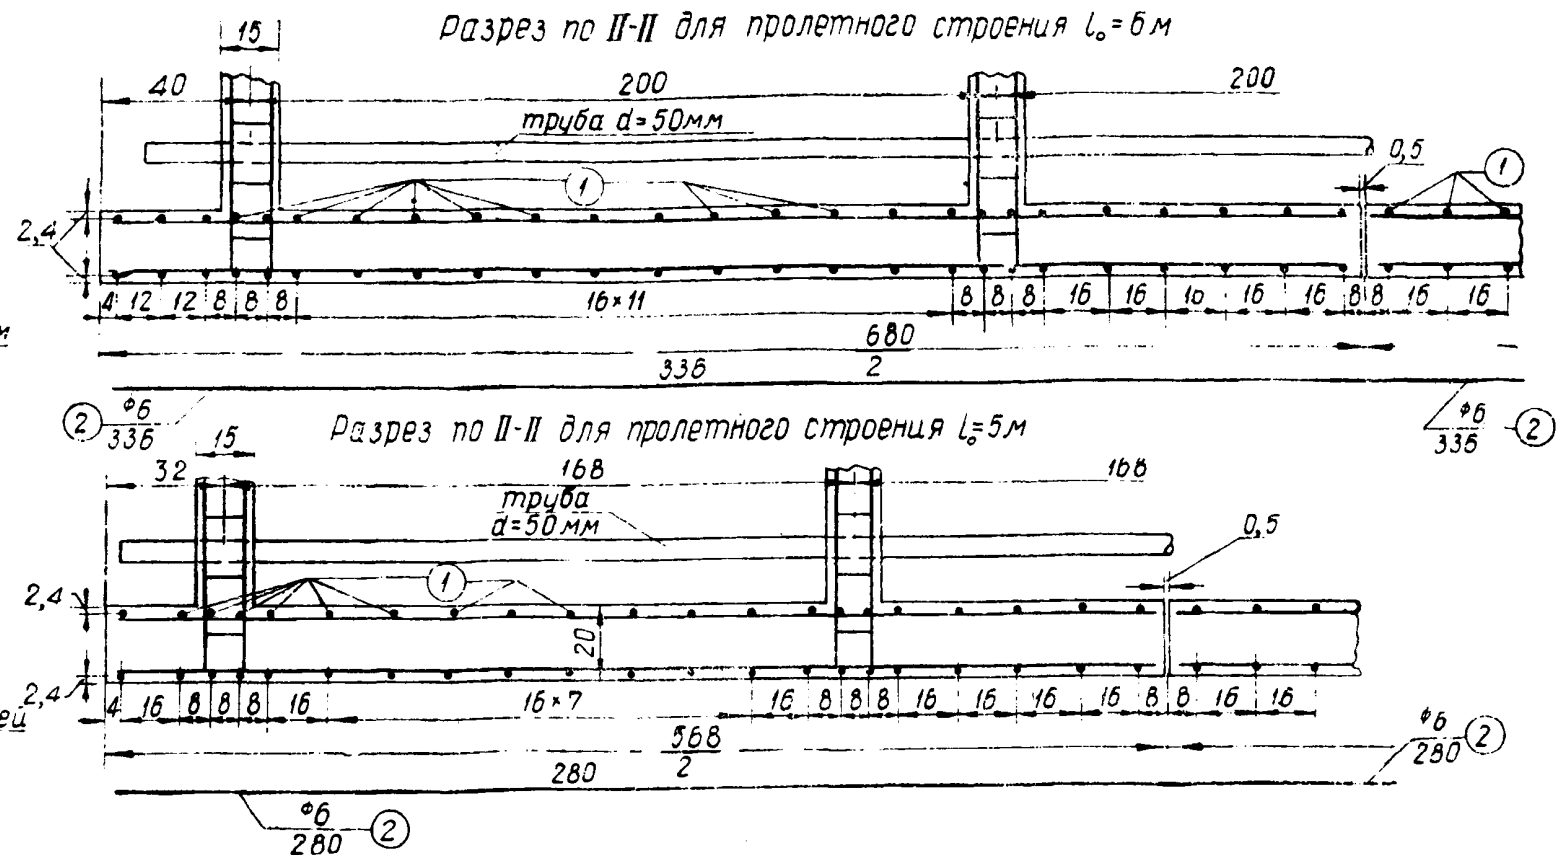 Разрез по II-II для пролетного строения l₀=6м
15
40 200 200
труба d=50мм
0,5
1 1
2,4
4 12 12 8 8 8 16×11 8 8 8 16 16 16 16 16 8 8 16 16
680
336 2
2 ф6 ф6 2
336 336
Разрез по II-II для пролетного строения l₀=5м
15
32 168 168
труба
d=50мм
0,5
1
2,4
20
2,4
4 16 8 8 8 16 16×7 16 8 8 8 16 16 16 16 8 8 16 16
ей
568
280 2
ф6 2
280
ф6 2
280